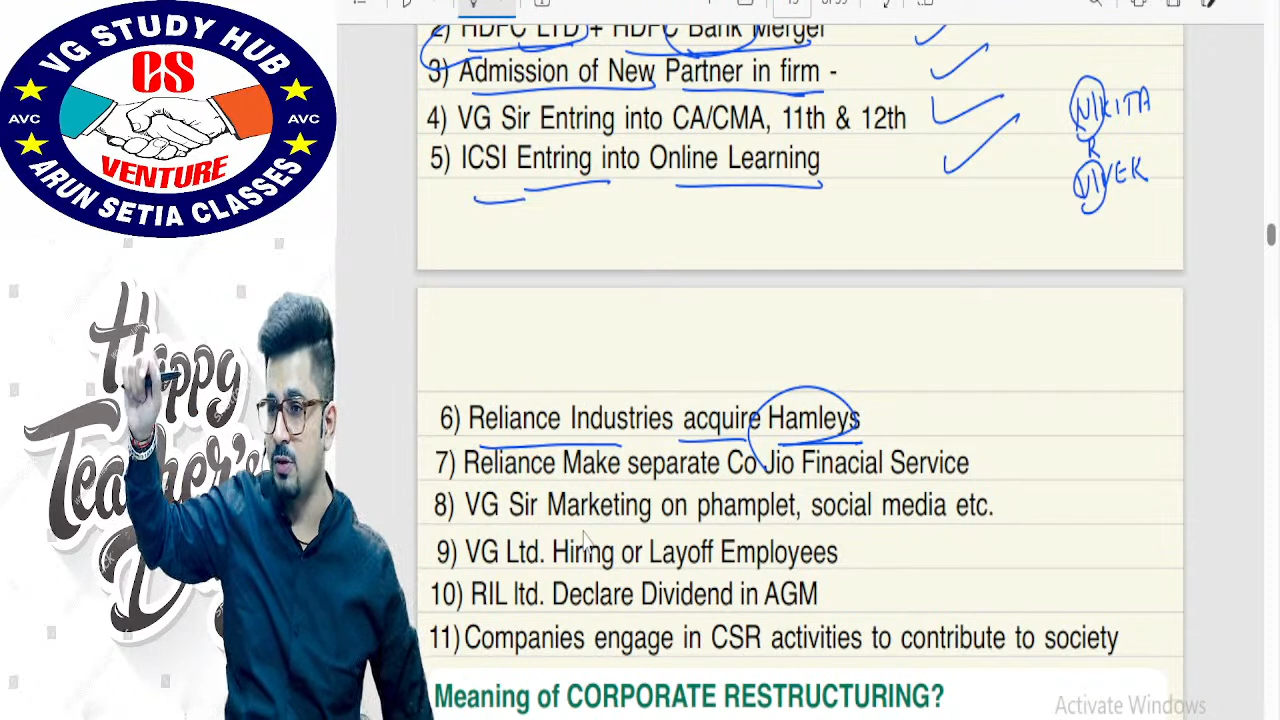 VG STUDY HUB
CS
AVC
AVC
VENTURE
ARUN SETIA CLASSES
2) HDFC LTD + HDFC Bank Merger
3) Admission of New Partner in firm -
4) VG Sir Entring into CA/CMA, 11th & 12th
5) ICSI Entring into Online Learning
NIKITA
R
VIVEK
Happy
Teacher's
6) Reliance Industries acquire Hamleys
7) Reliance Make separate Co Jio Finacial Service
8) VG Sir Marketing on phamplet, social media etc.
9) VG Ltd. Hiring or Layoff Employees
10) RIL ltd. Declare Dividend in AGM
11) Companies engage in CSR activities to contribute to society
Meaning of CORPORATE RESTRUCTURING?
Activate Windows